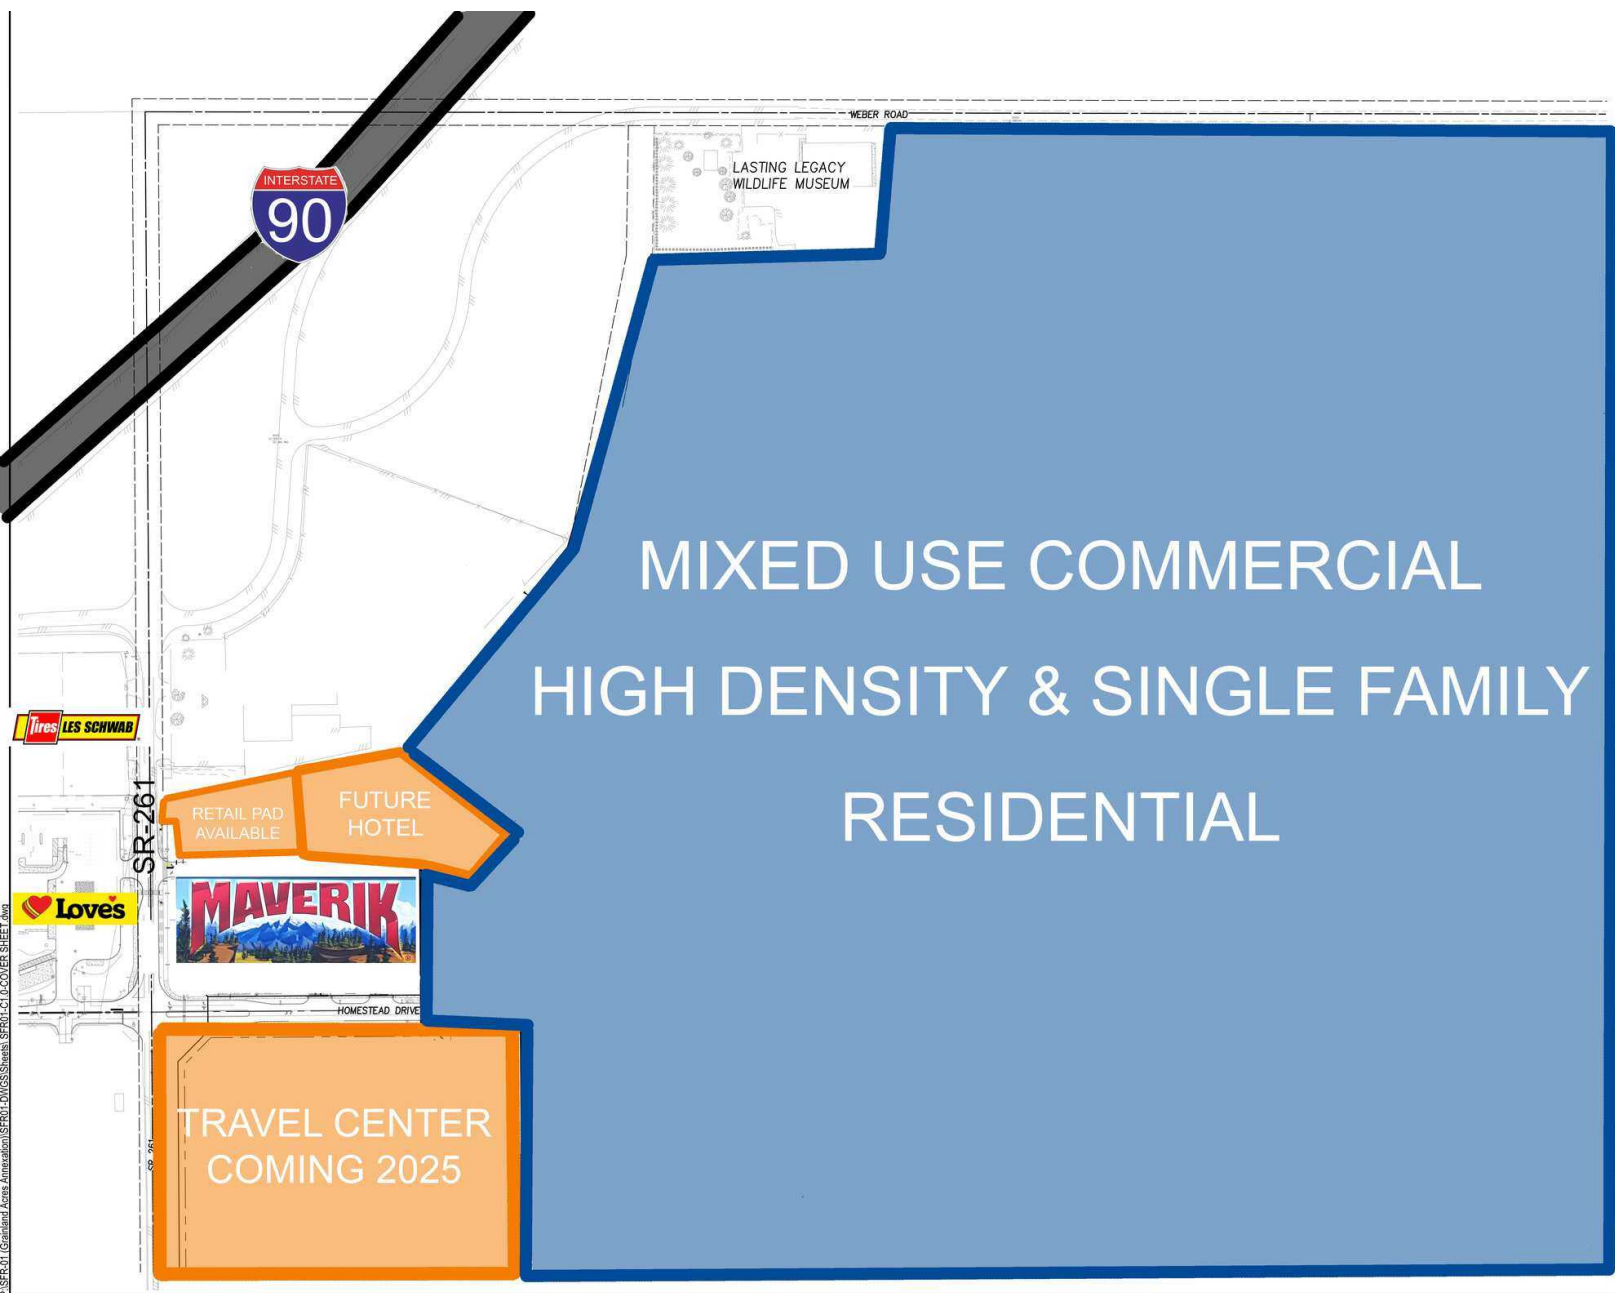 WEBER ROAD
LASTING LEGACY
WILDLIFE MUSEUM
INTERSTATE
90
MIXED USE COMMERCIAL
HIGH DENSITY & SINGLE FAMILY
RESIDENTIAL
Tires LES SCHWAB
SR-261
RETAIL PAD
AVAILABLE
FUTURE
HOTEL
Love's
MAVERIK
HOMESTEAD DRIVE
TRAVEL CENTER
COMING 2025
SR 261